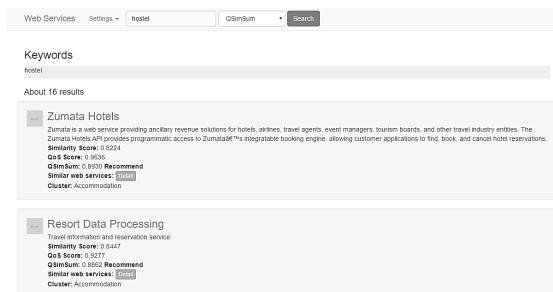 Web Services Settings hostel QSimSum Search
Keywords
hostel
About 16 results
Zumata Hotels
Zumata is a web service providing ancillary revenue solutions for hotels, airlines, travel agents, event managers, tourism boards, and other travel industry entities. The
Zumata Hotels API provides programmatic access to Zumataâ€™s integratable booking engine, allowing customer applications to find, book, and cancel hotel reservations.
Similarity Score: 0.8224
QoS Score: 0.9636
QSimSum: 0.8930 Recommend
Similar web services: Detail
Cluster: Accommodation
Resort Data Processing
Travel information and reservation service
Similarity Score: 0.8447
QoS Score: 0.9277
QSimSum: 0.8862 Recommend
Similar web services: Detail
Cluster: Accommodation